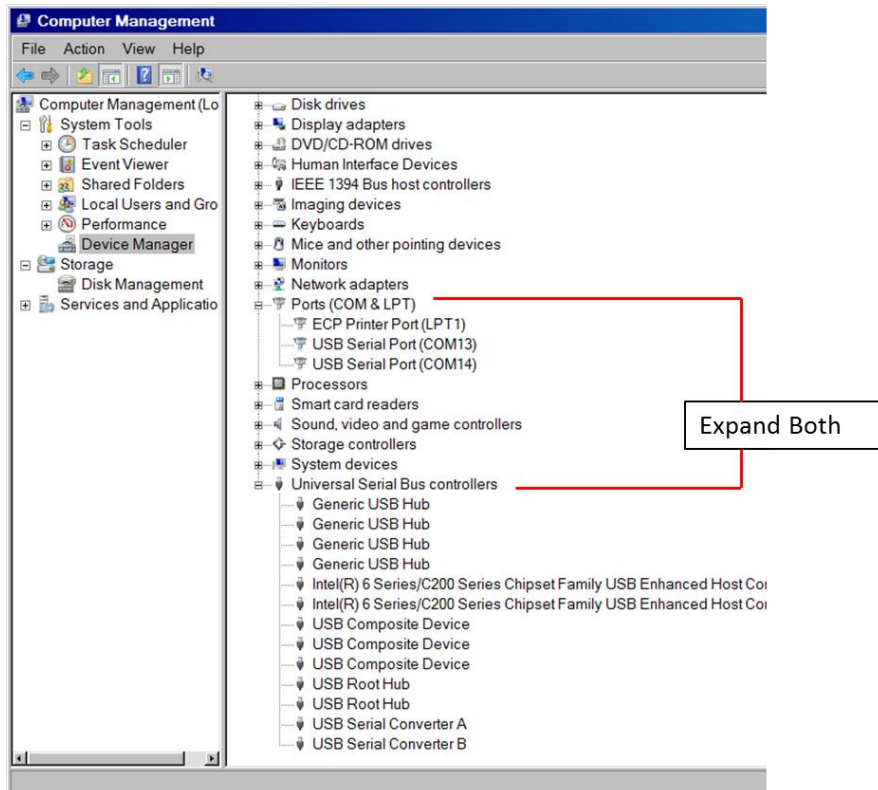 Computer Management
File Action View Help
Computer Management (Lo
System Tools
Task Scheduler
Event Viewer
Shared Folders
Local Users and Gro
Performance
Device Manager
Storage
Disk Management
Services and Applicatio
Disk drives
Display adapters
DVD/CD-ROM drives
Human Interface Devices
IEEE 1394 Bus host controllers
Imaging devices
Keyboards
Mice and other pointing devices
Monitors
Network adapters
Ports (COM & LPT)
ECP Printer Port (LPT1)
USB Serial Port (COM13)
USB Serial Port (COM14)
Processors
Smart card readers
Sound, video and game controllers
Storage controllers
System devices
Universal Serial Bus controllers
Generic USB Hub
Generic USB Hub
Generic USB Hub
Generic USB Hub
Intel(R) 6 Series/C200 Series Chipset Family USB Enhanced Host Co
Intel(R) 6 Series/C200 Series Chipset Family USB Enhanced Host Co
USB Composite Device
USB Composite Device
USB Composite Device
USB Root Hub
USB Root Hub
USB Serial Converter A
USB Serial Converter B
Expand Both